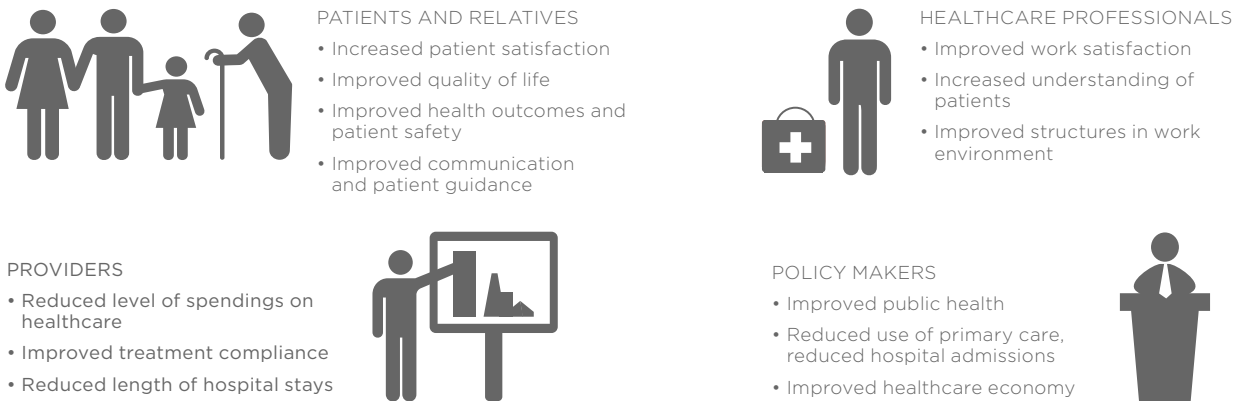 PATIENTS AND RELATIVES
• Increased patient satisfaction
• Improved quality of life
• Improved health outcomes and
patient safety
• Improved communication
and patient guidance
HEALTHCARE PROFESSIONALS
• Improved work satisfaction
• Increased understanding of
patients
• Improved structures in work
environment
PROVIDERS
• Reduced level of spendings on
healthcare
• Improved treatment compliance
• Reduced length of hospital stays
POLICY MAKERS
• Improved public health
• Reduced use of primary care,
reduced hospital admissions
• Improved healthcare economy